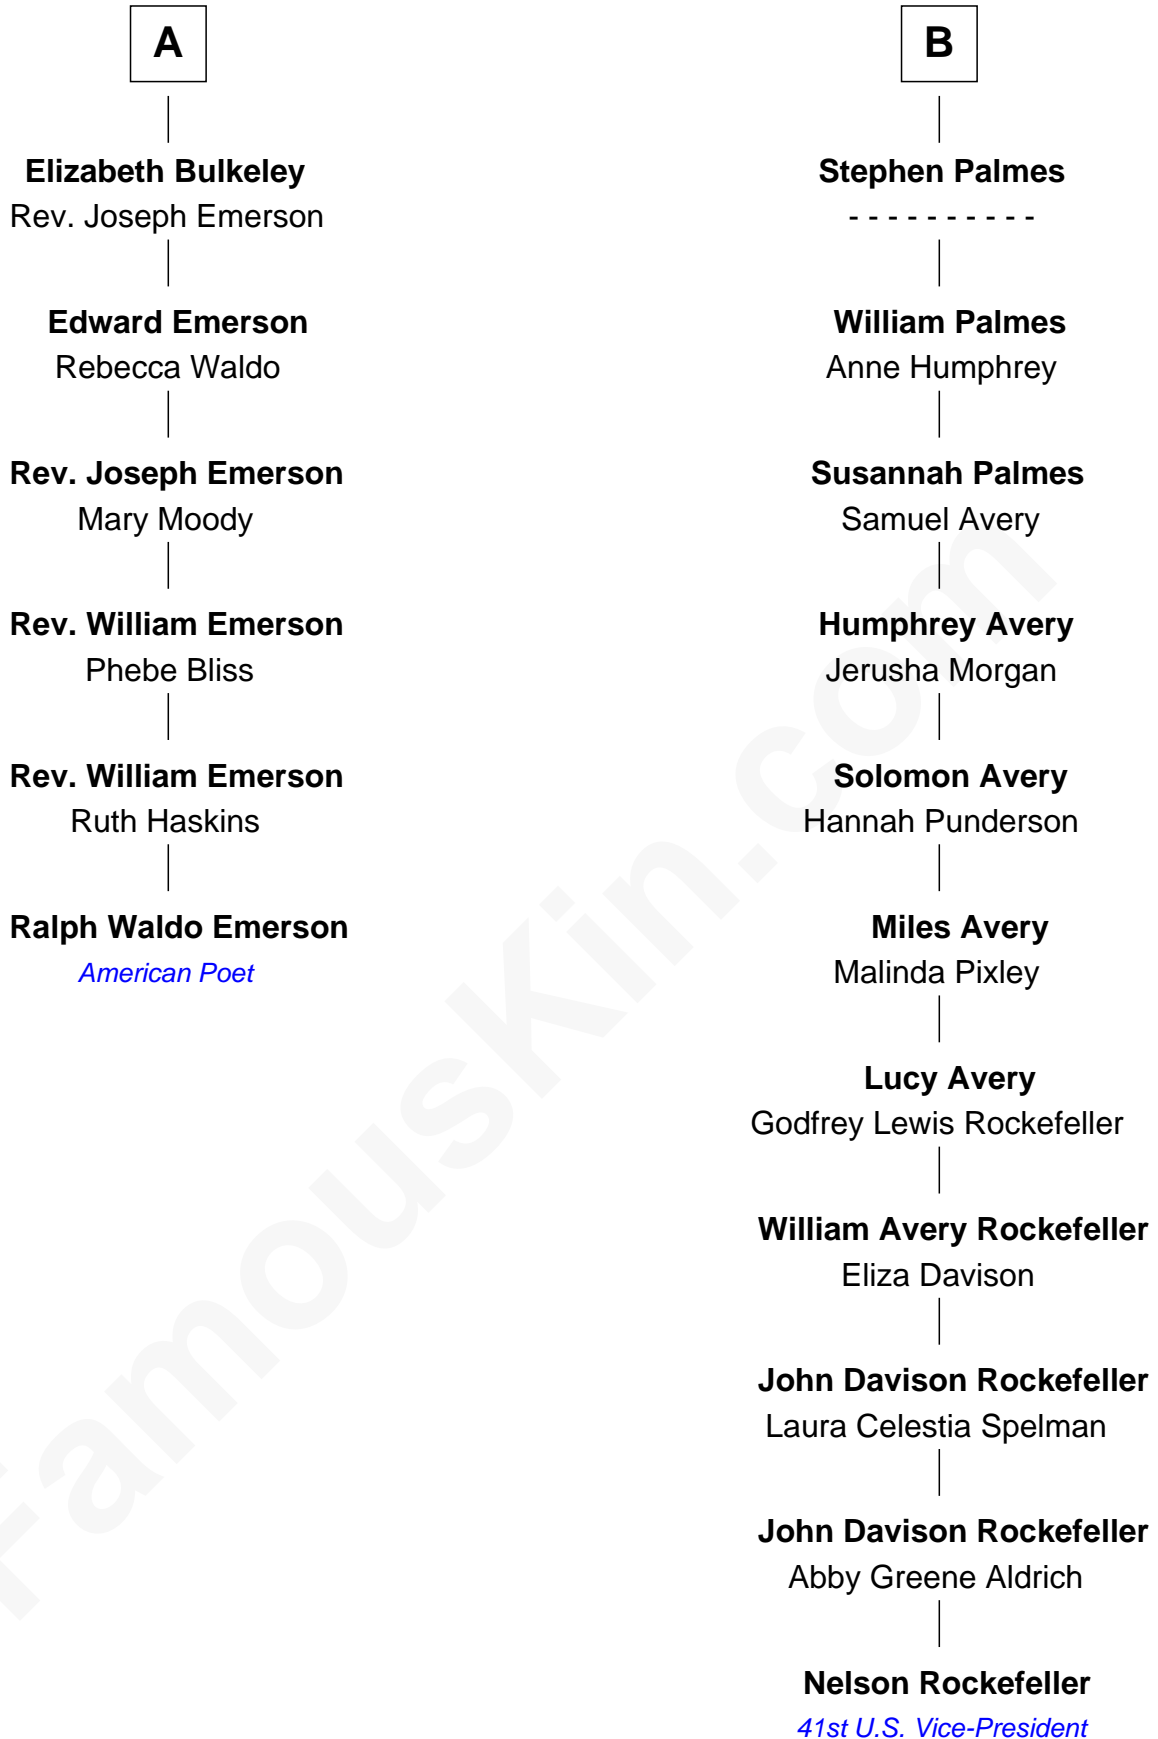 A
Elizabeth Bulkeley
Rev. Joseph Emerson
Edward Emerson
Rebecca Waldo
Rev. Joseph Emerson
Mary Moody
Rev. William Emerson
Phebe Bliss
Rev. William Emerson
Ruth Haskins
Ralph Waldo Emerson
American Poet
B
Stephen Palmes
- - - - - - - - - -
William Palmes
Anne Humphrey
Susannah Palmes
Samuel Avery
Humphrey Avery
Jerusha Morgan
Solomon Avery
Hannah Punderson
Miles Avery
Malinda Pixley
Lucy Avery
Godfrey Lewis Rockefeller
William Avery Rockefeller
Eliza Davison
John Davison Rockefeller
Laura Celestia Spelman
John Davison Rockefeller
Abby Greene Aldrich
Nelson Rockefeller
41st U.S. Vice-President
FamousKin.com